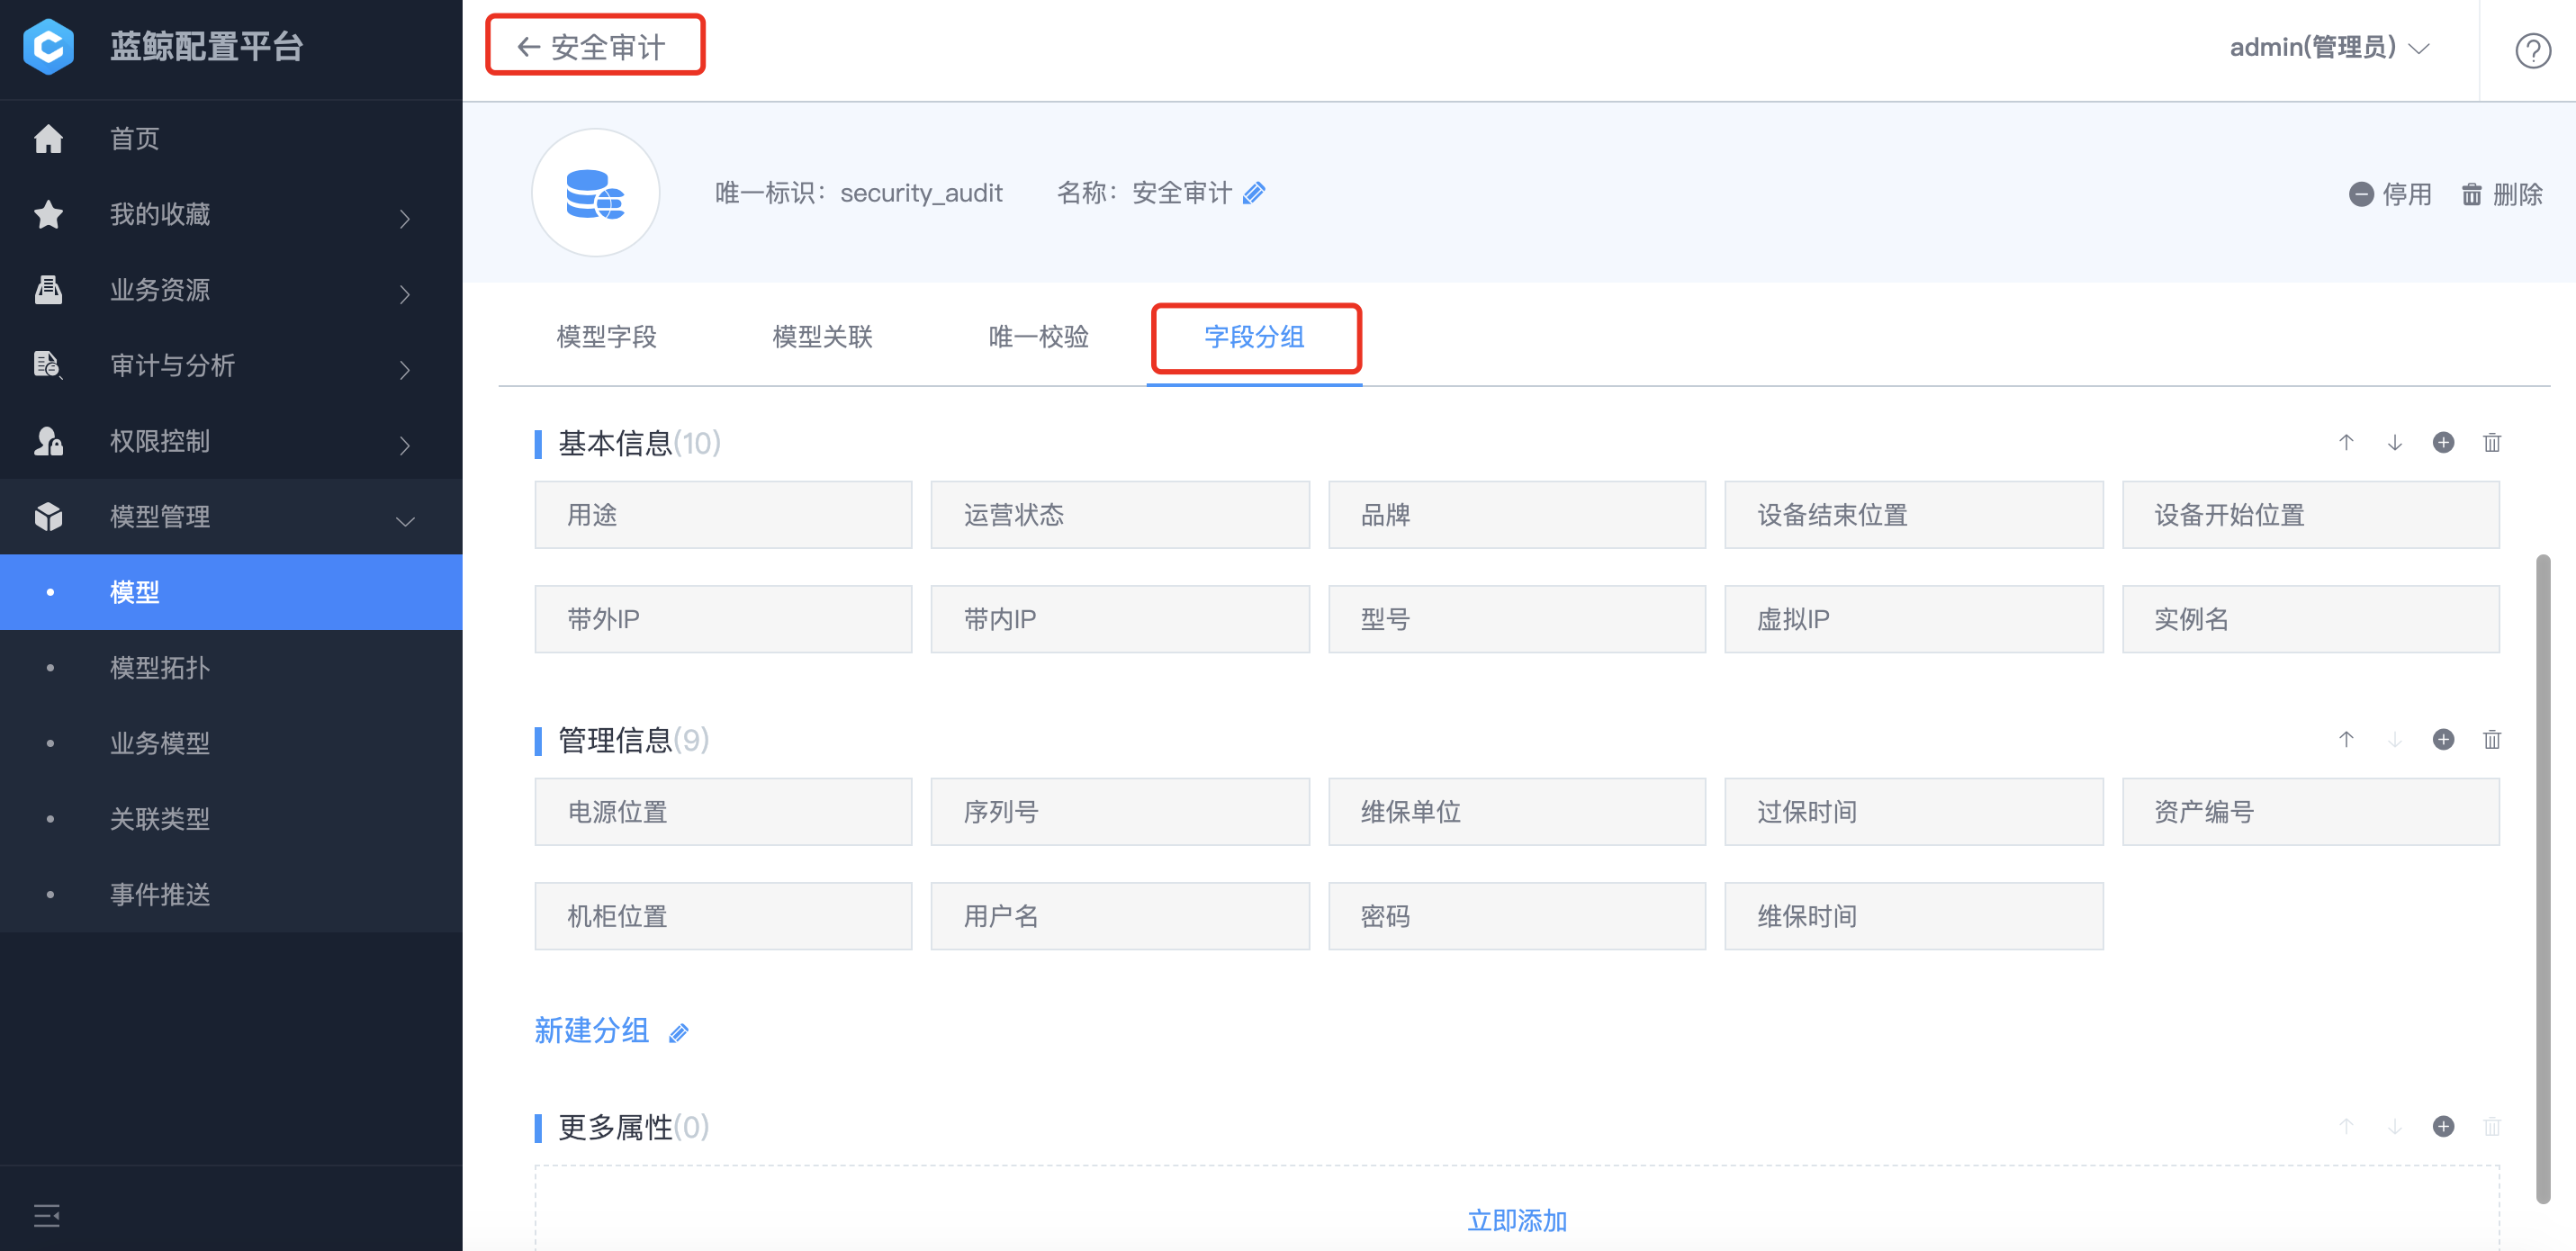 蓝鲸配置平台
首页
我的收藏
业务资源
审计与分析
权限控制
模型管理
模型
模型拓扑
业务模型
关联类型
事件推送
安全审计
admin(管理员)
唯一标识：security_audit 名称：安全审计
停用 删除
模型字段 模型关联 唯一校验 字段分组
基本信息(10)
用途 运营状态 品牌 设备结束位置 设备开始位置
带外IP 带内IP 型号 虚拟IP 实例名
管理信息(9)
电源位置 序列号 维保单位 过保时间 资产编号
机柜位置 用户名 密码 维保时间
新建分组
更多属性(0)
立即添加